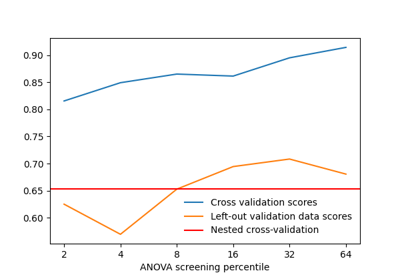 0.90
0.85
0.80
0.75
0.70
0.65
0.60
Cross validation scores
Left-out validation data scores
Nested cross-validation
2 4 8 16 32 64
ANOVA screening percentile